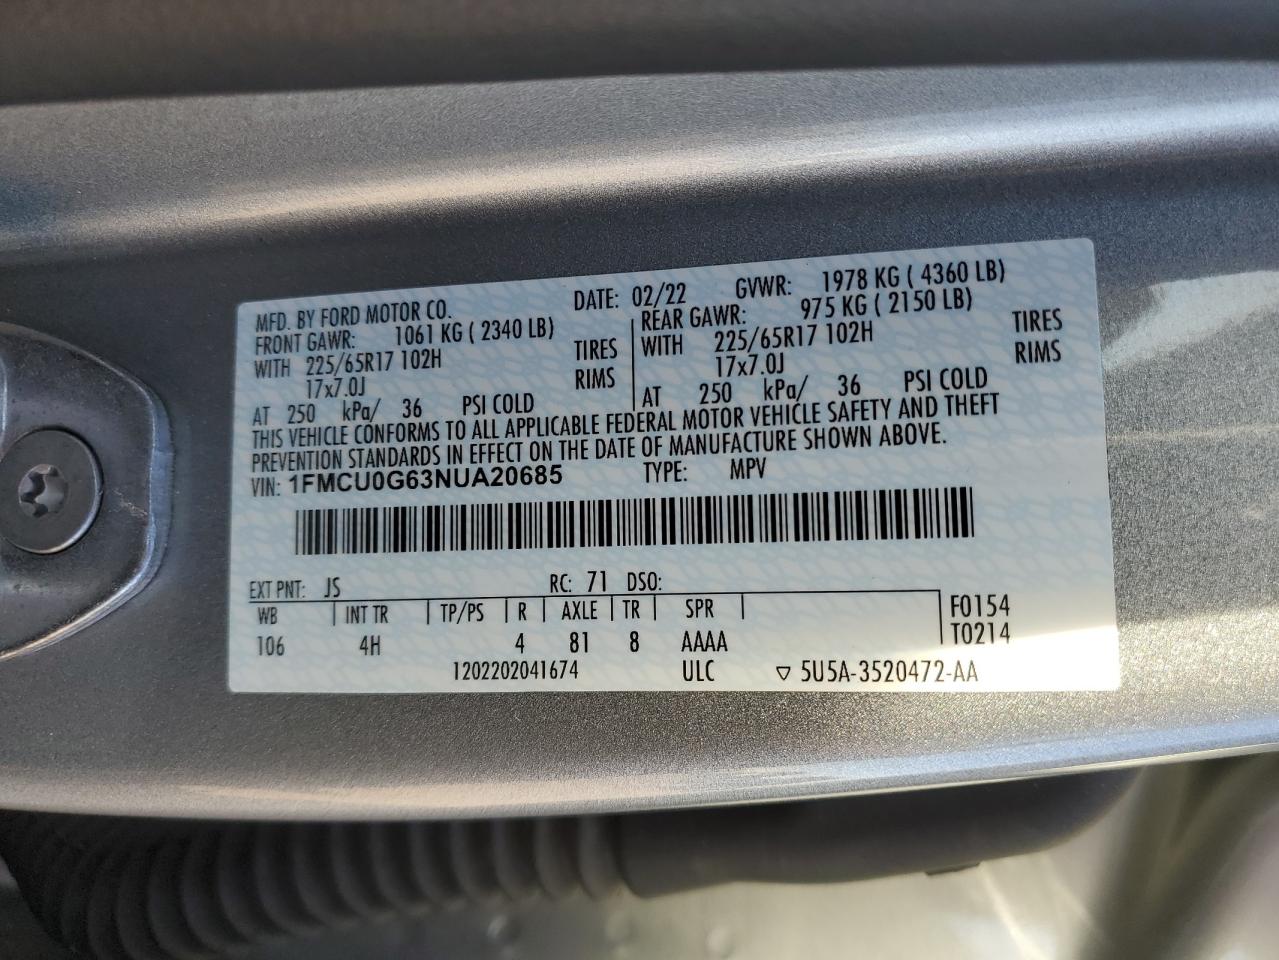 MFD. BY FORD MOTOR CO. DATE: 02/22 GVWR: 1978 KG ( 4360 LB)
FRONT GAWR: 1061 KG ( 2340 LB) REAR GAWR: 975 KG ( 2150 LB)
WITH 225/65R17 102H TIRES WITH 225/65R17 102H TIRES
17x7.0J RIMS 17x7.0J RIMS
AT 250 kPa/ 36 PSI COLD AT 250 kPa/ 36 PSI COLD
THIS VEHICLE CONFORMS TO ALL APPLICABLE FEDERAL MOTOR VEHICLE SAFETY AND THEFT
PREVENTION STANDARDS IN EFFECT ON THE DATE OF MANUFACTURE SHOWN ABOVE.
VIN: 1FMCU0G63NUA20685 TYPE: MPV
EXT PNT: JS RC: 71 DSO:
WB INT TR TP/PS R AXLE TR SPR F0154
106 4H 4 81 8 AAAA T0214
1202202041674 ULC ▽ 5U5A-3520472-AA